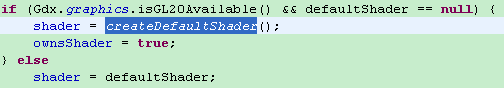 if (Gdx.graphics.isGL20Available() && defaultShader == null) {
shader = createDefaultShader();
ownsShader = true;
} else
shader = defaultShader;